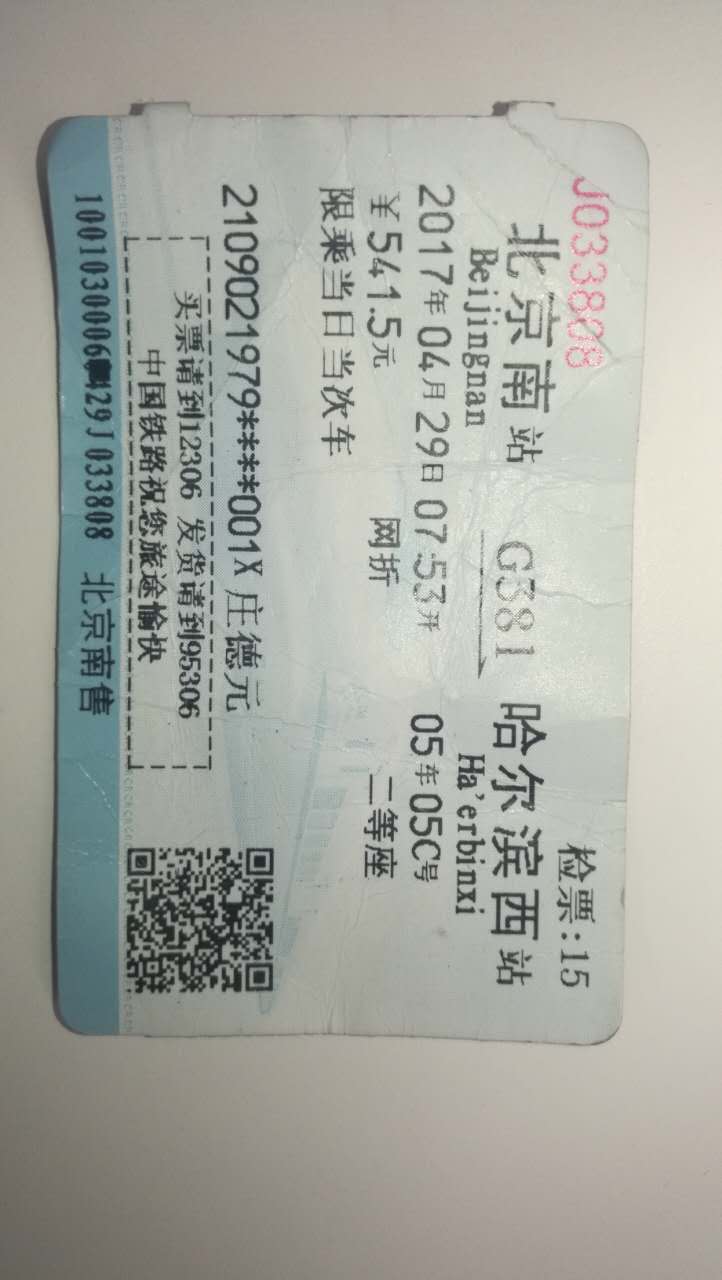 J033808
检票:15
北京南站 G381 哈尔滨西站
Beijingnan Ha'erbinxi
2017年04月29日07:53开 05车05C号
¥541.5元 网折 二等座
限乘当日当次车
2109021979****001X 庄德元
买票请到12306 发货请到95306
中国铁路祝您旅途愉快
J033808 北京南售